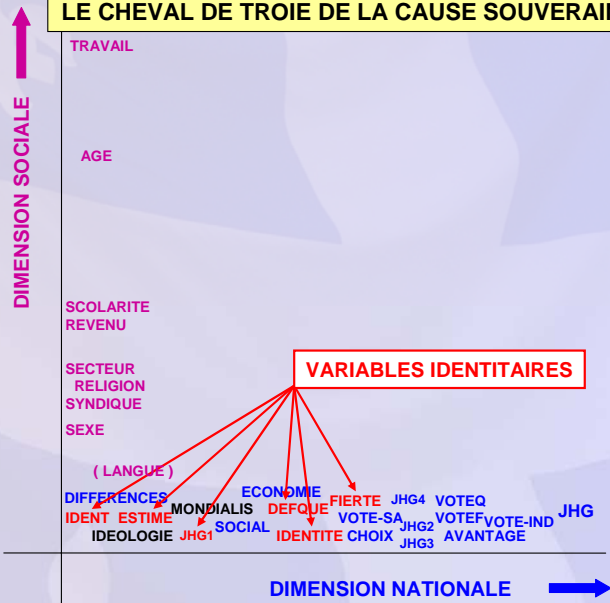 LE CHEVAL DE TROIE DE LA CAUSE
TRAVAIL
AGE
DIMENSION SOCIALE
SCOLARITE
REVENU
SECTEUR
RELIGION
SYNDIQUE
SEXE
VARIABLES IDENTITAIRES
( LANGUE )
DIFFERENCES ECONOMIE FIERTE JHG4 VOTEQ
IDENT ESTIME MONDIALIS DEFQUE VOTE-SA VOTEF VOTE-IND JHG
IDEOLOGIE JHG1 SOCIAL IDENTITE CHOIX JHG2 AVANTAGE
JHG3
DIMENSION NATIONALE